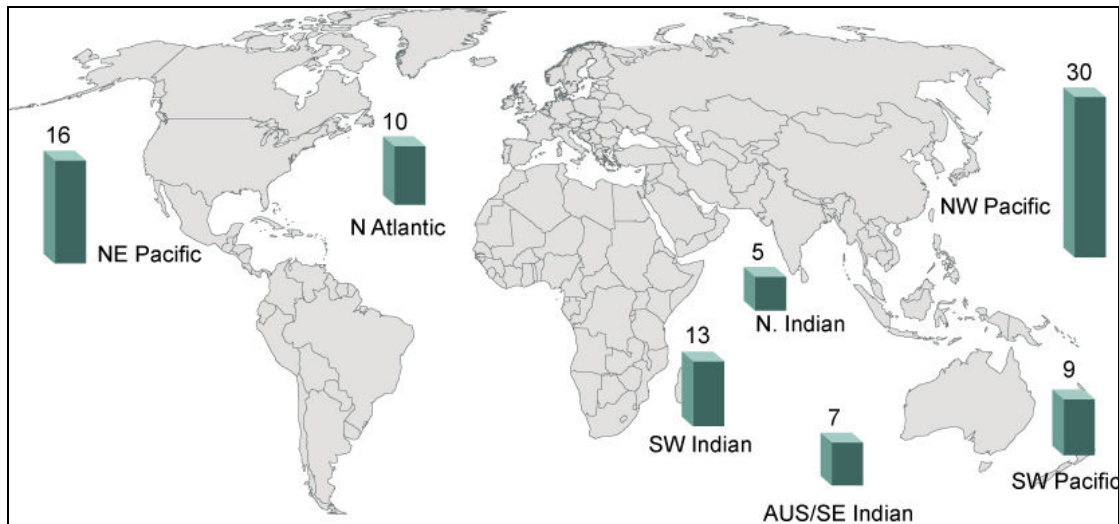 16
NE Pacific
10
N Atlantic
30
NW Pacific
5
N. Indian
13
SW Indian
7
AUS/SE Indian
9
SW Pacific